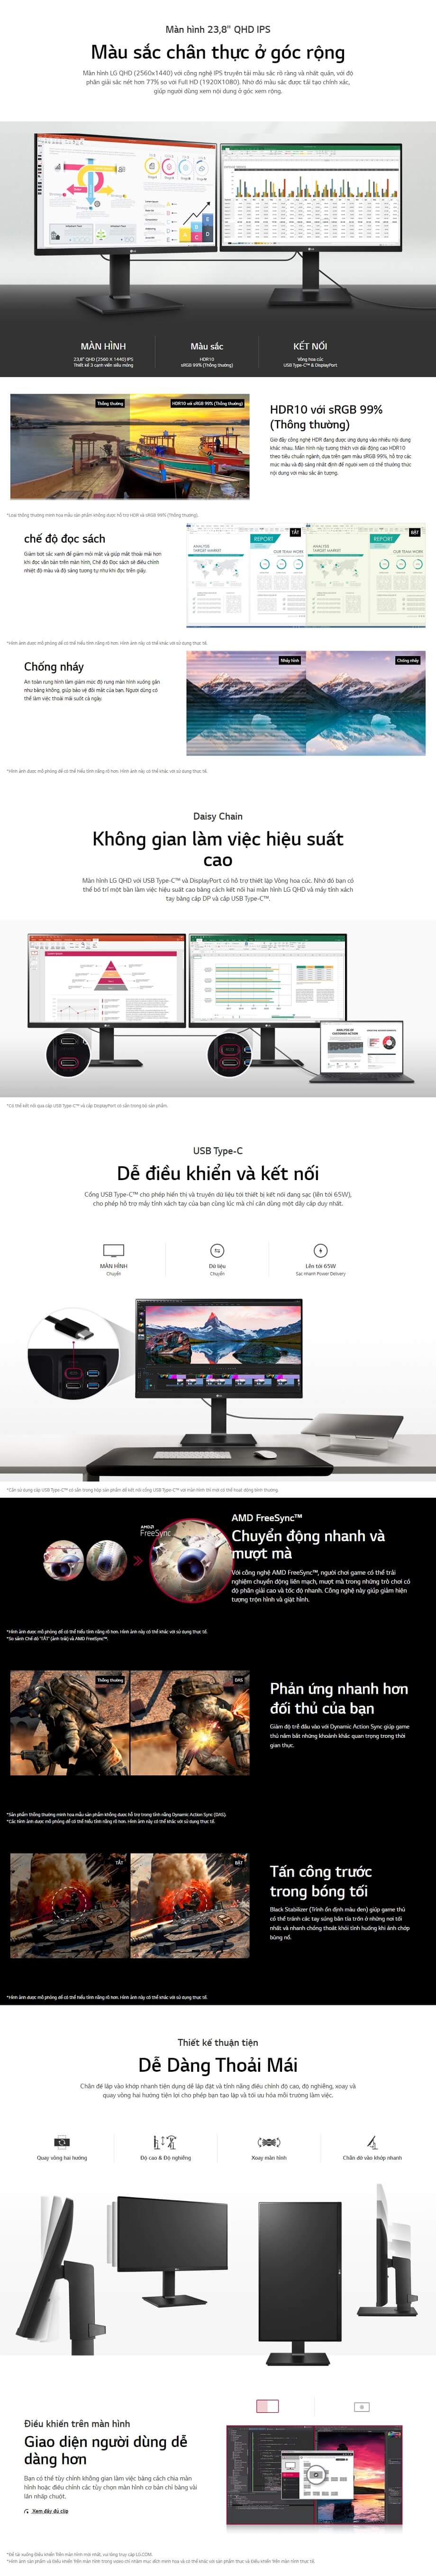 Màn hình 23,8" QHD IPS
Màu sắc chân thực ở góc rộng
Màn hình LG QHD (2560x1440) với công nghệ IPS truyền tải màu sắc rõ ràng và nhất quán, với độ
phân giải sắc nét hơn 77% so với Full HD (1920X1080). Nhờ đó màu sắc được tái tạo chính xác,
giúp người dùng xem nội dung ở góc xem rộng.
MÀN HÌNH
23,8" QHD (2560 X 1440) IPS
Thiết kế 3 cạnh viền siêu mỏng
Màu sắc
HDR10
sRGB 99% (Thông thường)
KẾT NỐI
Vòng hoa cúc
USB Type-C™ & DisplayPort
Thông thường
HDR10 với sRGB 99% (Thông thường)
HDR10 với sRGB 99%
(Thông thường)
Giờ đây công nghệ HDR đang được ứng dụng vào nhiều nội dung
khác nhau. Màn hình này tương thích với dải động cao HDR10
theo tiêu chuẩn ngành, dựa trên gam màu sRGB 99%, hỗ trợ các
mức màu và độ sáng nhất định để người xem có thể thưởng thức
nội dung với màu sắc ấn tượng.
*Loại thông thường minh họa mẫu sản phẩm không được hỗ trợ HDR và sRGB 99% (Thông thường).
chế độ đọc sách
Giảm bớt sắc xanh để giảm mỏi mắt và giúp mắt thoải mái hơn
khi đọc văn bản trên màn hình, Chế độ Đọc sách sẽ điều chỉnh
nhiệt độ màu và độ sáng tương tự như khi đọc trên giấy.
TẮT
BẬT
ANALYSIS
TARGET MARKET
REPORT
OUR TEAM WORK
ANALYSIS
TARGET MARKET
REPORT
OUR TEAM WORK
*Hình ảnh được mô phỏng để có thể hiểu tính năng rõ hơn. Hình ảnh này có thể khác với sử dụng thực tế.
Chống nháy
An toàn rung hình làm giảm mức độ rung màn hình xuống gần
như bằng không, giúp bảo vệ đôi mắt của bạn. Người dùng có
thể làm việc thoải mái suốt cả ngày.
Nháy hình
Chống nháy
*Hình ảnh được mô phỏng để có thể hiểu tính năng rõ hơn. Hình ảnh này có thể khác với sử dụng thực tế.
Daisy Chain
Không gian làm việc hiệu suất
cao
Màn hình LG QHD với USB Type-C™ và DisplayPort có hỗ trợ thiết lập Vòng hoa cúc. Nhờ đó bạn có
thể bố trí một bàn làm việc hiệu suất cao bằng cách kết nối hai màn hình LG QHD và máy tính xách
tay bằng cáp DP và cáp USB Type-C™.
*Có thể kết nối qua cáp USB Type-C™ và cáp DisplayPort có sẵn trong bộ sản phẩm.
USB Type-C
Dễ điều khiển và kết nối
Cổng USB Type-C™ cho phép hiển thị và truyền dữ liệu tới thiết bị kết nối đang sạc (lên tới 65W),
cho phép hỗ trợ máy tính xách tay của bạn cùng lúc mà chỉ cần dùng một dây cáp duy nhất.
MÀN HÌNH
Chuyển
Dữ liệu
Chuyển
Lên tới 65W
Sạc nhanh Power Delivery
*Cần sử dụng cáp USB Type-C™ có sẵn trong hộp sản phẩm để kết nối cổng USB Type-C™ với màn hình thì mới có thể hoạt động bình thường.
AMD
FreeSync
AMD FreeSync™
Chuyển động nhanh và
mượt mà
Với công nghệ AMD FreeSync™, người chơi game có thể trải
nghiệm chuyển động liền mạch, mượt mà trong những trò chơi có
độ phân giải cao và tốc độ nhanh. Công nghệ này giúp giảm hiện
tượng trộn hình và giật hình.
*Hình ảnh được mô phỏng để có thể hiểu tính năng rõ hơn. Hình ảnh này có thể khác với sử dụng thực tế.
*So sánh Chế độ "TẮT" (ảnh trái) và AMD FreeSync™.
Thông thường
DAS
Phản ứng nhanh hơn
đối thủ của bạn
Giảm độ trễ đầu vào với Dynamic Action Sync giúp game
thủ nắm bắt những khoảnh khắc quan trọng trong thời
gian thực.
*Sản phẩm thông thường minh họa mẫu sản phẩm không được hỗ trợ trong tính năng Dynamic Action Sync (DAS).
*Các hình ảnh được mô phỏng để có thể hiểu tính năng rõ hơn. Hình ảnh này có thể khác với sử dụng thực tế.
TẮT
BẬT
Tấn công trước
trong bóng tối
Black Stabilizer (Trình ổn định màu đen) giúp game thủ
có thể tránh các tay súng bắn tỉa trốn ở những nơi tối
nhất và nhanh chóng thoát khỏi tình huống khi ánh chớp
bùng nổ.
*Hình ảnh được mô phỏng để có thể hiểu tính năng rõ hơn. Hình ảnh này có thể khác với sử dụng thực tế.
Thiết kế thuận tiện
Dễ Dàng Thoải Mái
Chân đế lắp vào khớp nhanh tiện dụng dễ lắp đặt và tính năng điều chỉnh độ cao, độ nghiêng, xoay và
quay vòng hai hướng tiện lợi cho phép bạn tạo lập và tối ưu hóa môi trường làm việc.
Quay vòng hai hướng
Độ cao & Độ nghiêng
Xoay màn hình
Chân đỡ vào khớp nhanh
Điều khiển trên màn hình
Giao diện người dùng dễ
dàng hơn
Bạn có thể tùy chỉnh không gian làm việc bằng cách chia màn
hình hoặc điều chỉnh các tùy chọn màn hình cơ bản chỉ bằng vài
lần nhấp chuột.
Xem đầy đủ clip
*Để tải xuống Điều khiển trên màn hình mới nhất, vui lòng truy cập LG.COM.
*Hình ảnh sản phẩm và Điều khiển trên màn hình trong video chỉ nhằm mục đích minh họa và có thể khác với sản phẩm thực và Điều khiển trên màn hình thực tế.